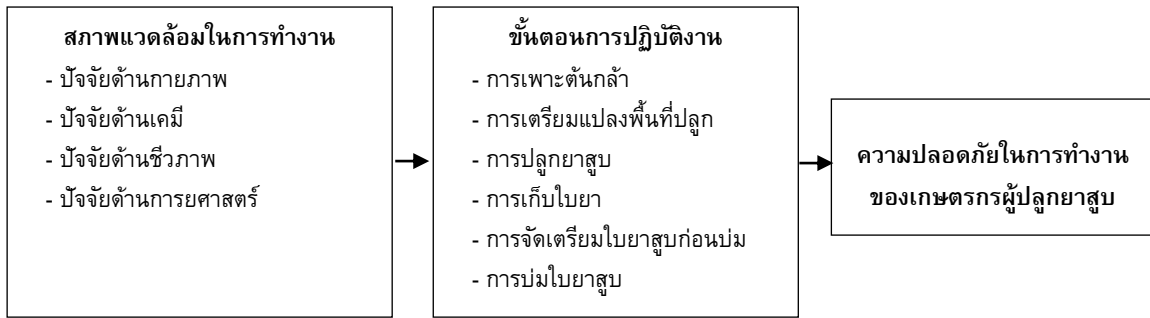 สภาพแวดล้อมในการทำงาน
- ปัจจัยด้านกายภาพ
- ปัจจัยด้านเคมี
- ปัจจัยด้านชีวภาพ
- ปัจจัยด้านการยศาสตร์
ขั้นตอนการปฏิบัติงาน
- การเพาะต้นกล้า
- การเตรียมแปลงพื้นที่ปลูก
- การปลูกยาสูบ
- การเก็บใบยา
- การจัดเตรียมใบยาสูบก่อนบ่ม
- การบ่มใบยาสูบ
ความปลอดภัยในการทำงาน
ของเกษตรกรผู้ปลูกยาสูบ